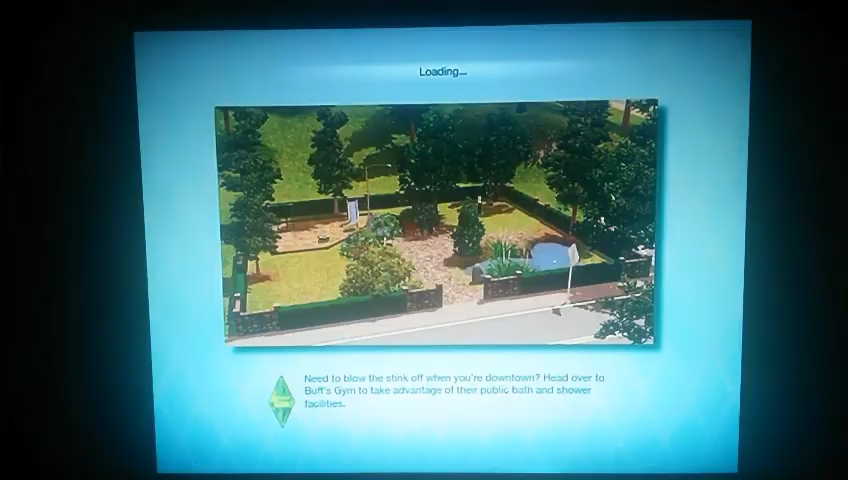 Loading...
Need to blow the stink off when you're downtown? Head over to
Buff's Gym to take advantage of their public bath and shower
facilities.